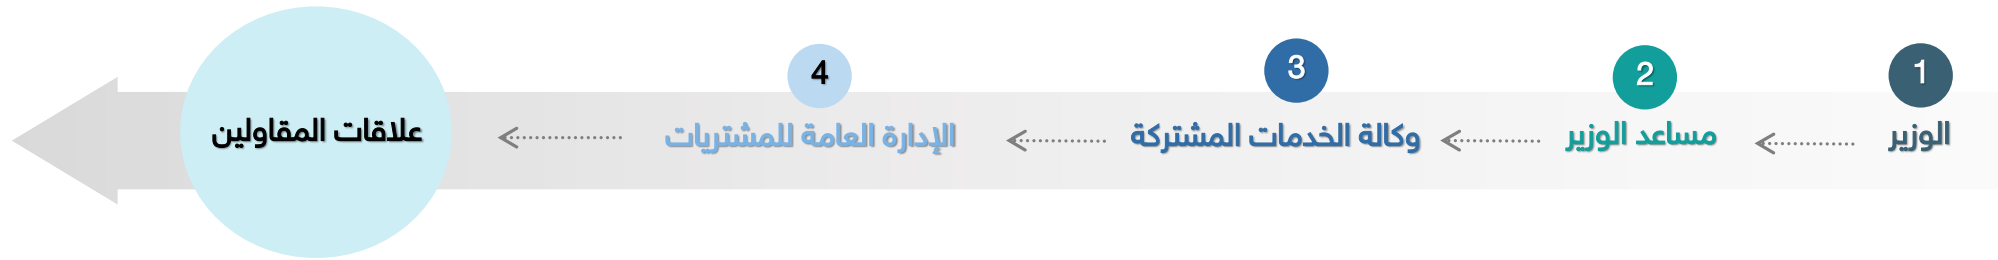 1
الوزير
2
مساعد الوزير
3
وكالة الخدمات المشتركة
4
الإدارة العامة للمشتريات
علاقات المقاولين